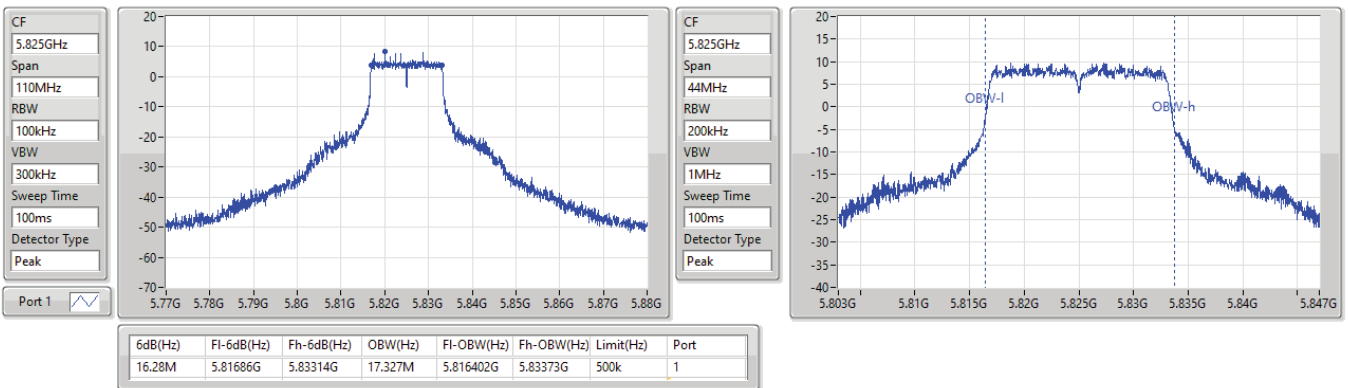 CF
5.825GHz
Span
110MHz
RBW
100kHz
VBW
300kHz
Sweep Time
100ms
Detector Type
Peak
Port 1
20
10
0
-10
-20
-30
-40
-50
-60
-70
5.77G 5.78G 5.79G 5.8G 5.81G 5.82G 5.83G 5.84G 5.85G 5.86G 5.87G 5.88G
CF
5.825GHz
Span
44MHz
RBW
200kHz
VBW
1MHz
Sweep Time
100ms
Detector Type
Peak
20
15
10
5
0
-5
-10
-15
-20
-25
-30
-35
-40
OBW-l
OBW-h
5.803G 5.81G 5.815G 5.82G 5.825G 5.83G 5.835G 5.84G 5.847G
6dB(Hz) Fl-6dB(Hz) Fh-6dB(Hz) OBW(Hz) Fl-OBW(Hz) Fh-OBW(Hz) Limit(Hz) Port
16.28M 5.81686G 5.83314G 17.327M 5.816402G 5.83373G 500k 1